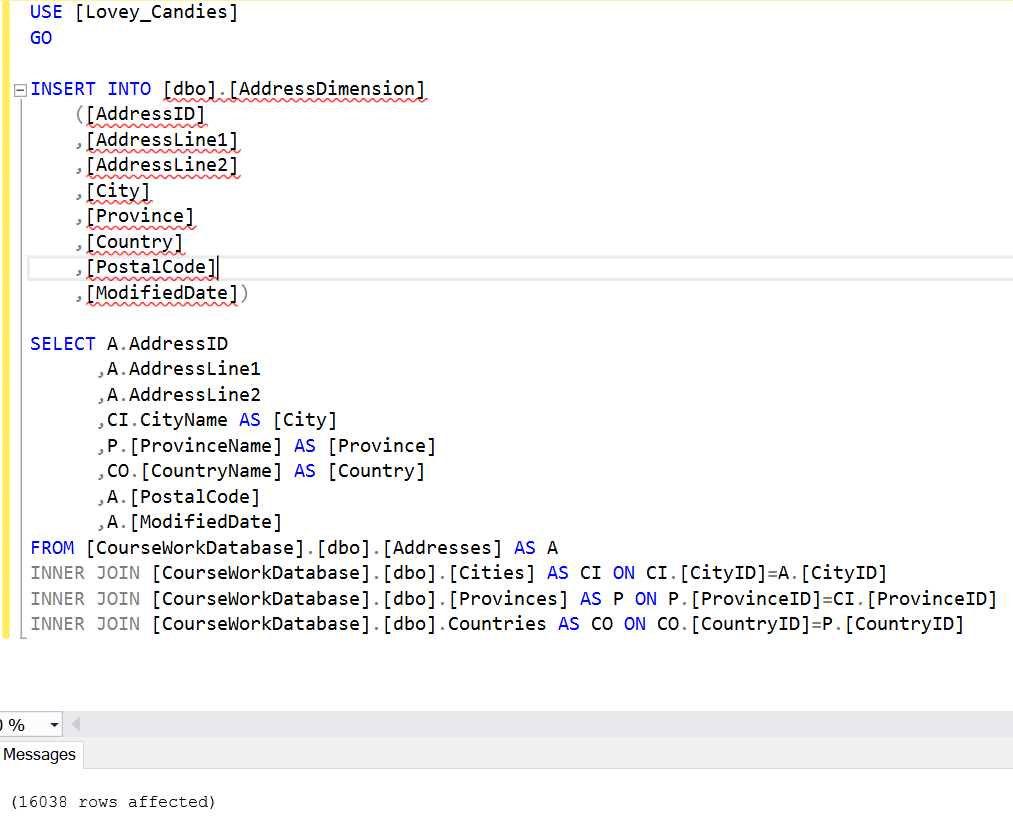 USE [Lovey_Candies]
GO
INSERT INTO [dbo].[AddressDimension]
([AddressID]
,[AddressLine1]
,[AddressLine2]
,[City]
,[Province]
,[Country]
,[PostalCode]
,[ModifiedDate])
SELECT A.AddressID
,A.AddressLine1
,A.AddressLine2
,CI.CityName AS [City]
,P.[ProvinceName] AS [Province]
,CO.[CountryName] AS [Country]
,A.[PostalCode]
,A.[ModifiedDate]
FROM [CourseWorkDatabase].[dbo].[Addresses] AS A
INNER JOIN [CourseWorkDatabase].[dbo].[Cities] AS CI ON CI.[CityID]=A.[CityID]
INNER JOIN [CourseWorkDatabase].[dbo].[Provinces] AS P ON P.[ProvinceID]=CI.[ProvinceID]
INNER JOIN [CourseWorkDatabase].[dbo].Countries AS CO ON CO.[CountryID]=P.[CountryID]
%
Messages
(16038 rows affected)